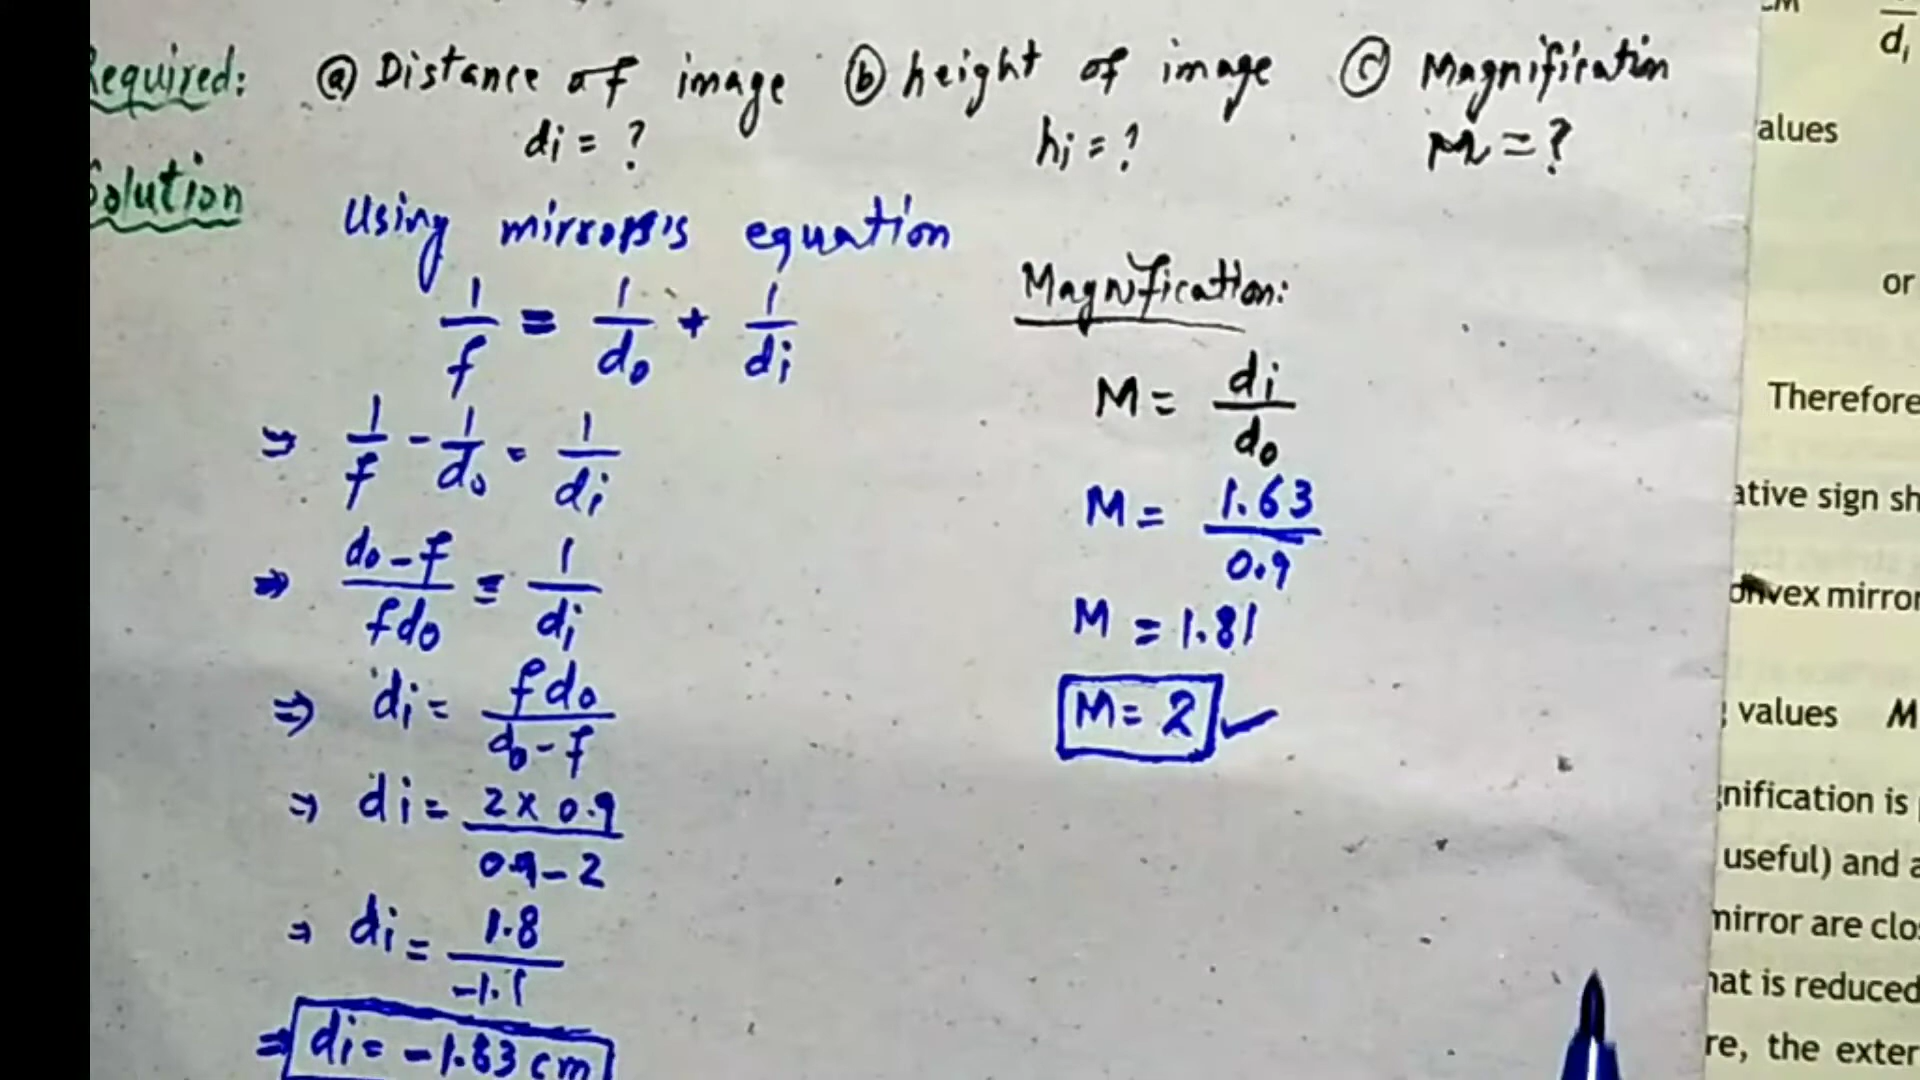 Required: ⓐ Distance of image ⓑ height of image ⓒ Magnification
di = ? hi = ? M = ?
Solution
Using mirror's equation
1/f = 1/do + 1/di
⇒ 1/f - 1/do = 1/di
⇒ do - f / fdo = 1/di
⇒ di = fdo / do - f
⇒ di = 2 x 0.9 / 0.9 - 2
⇒ di = 1.8 / -1.1
⇒ di = -1.63 cm
Magnification:
M = di / do
M = 1.63 / 0.9
M = 1.81
M = 2
cm
di
alues
or
Therefore
ative sign sh
onvex mirror
values M
nification is
useful) and a
mirror are clo
hat is reduced
re, the exter